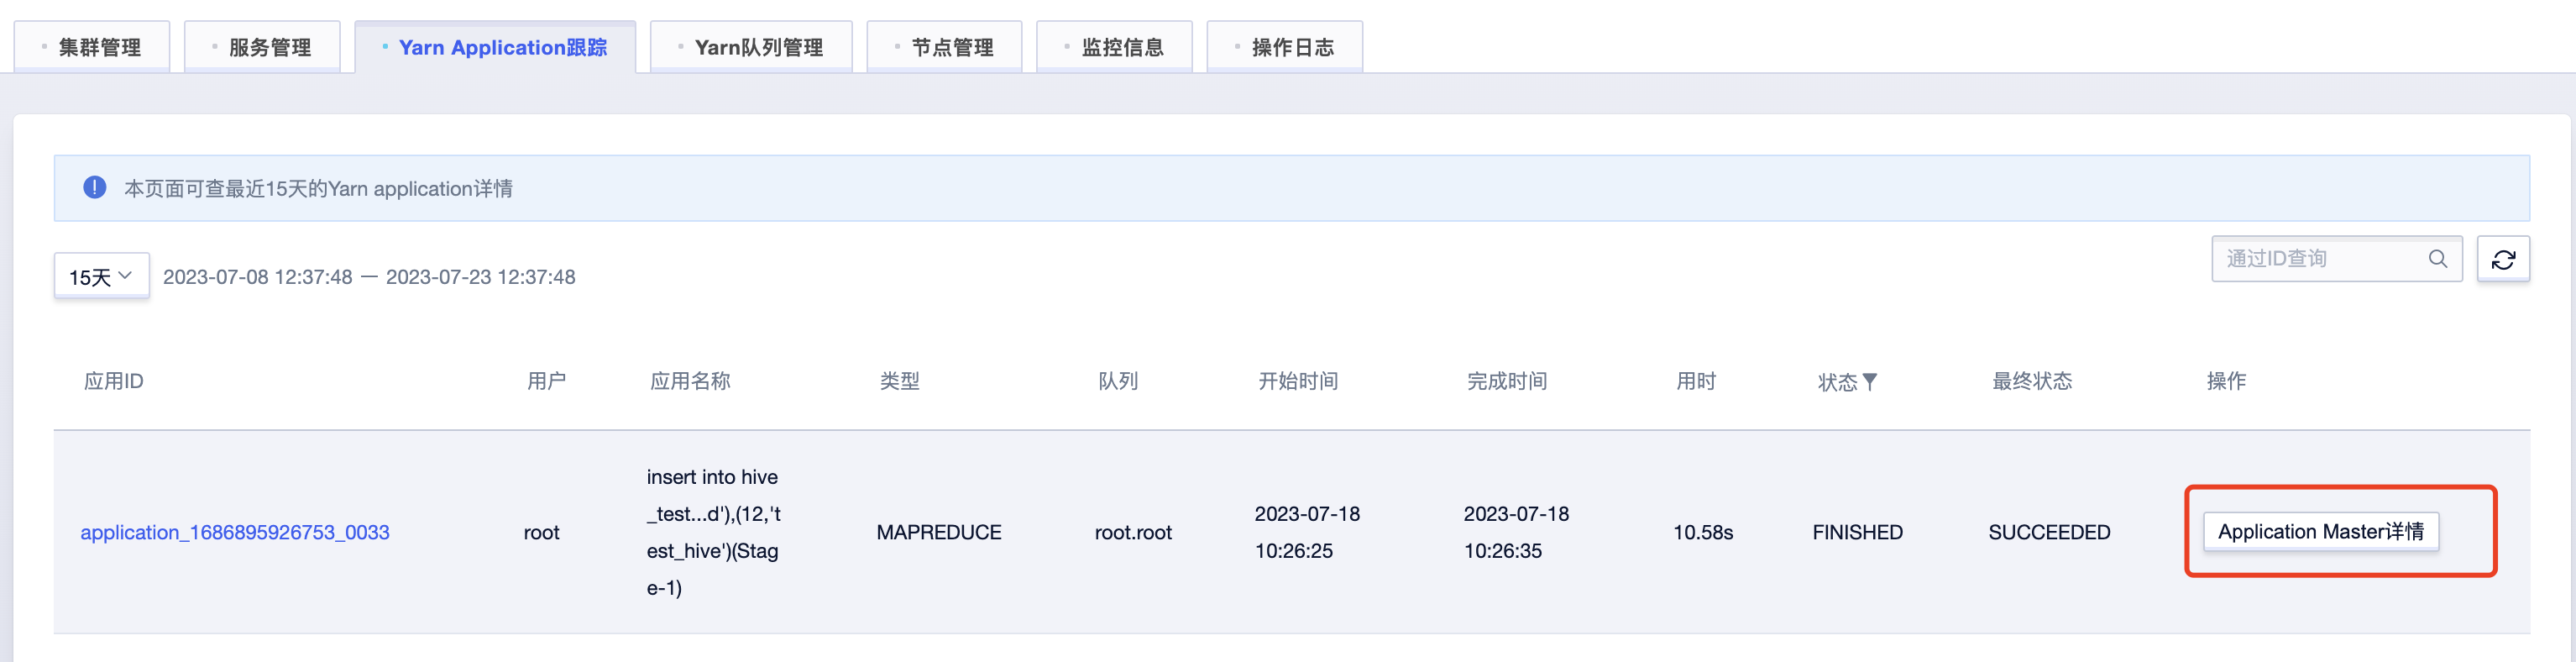 集群管理
服务管理
Yarn Application跟踪
Yarn队列管理
节点管理
监控信息
操作日志
本页面可查最近15天的Yarn application详情
15天
2023-07-08 12:37:48 — 2023-07-23 12:37:48
通过ID查询
应用ID
用户
应用名称
类型
队列
开始时间
完成时间
用时
状态
最终状态
操作
application_1686895926753_0033
root
insert into hive
_test...d'),(12,'t
est_hive')(Stag
e-1)
MAPREDUCE
root.root
2023-07-18
10:26:25
2023-07-18
10:26:35
10.58s
FINISHED
SUCCEEDED
Application Master详情